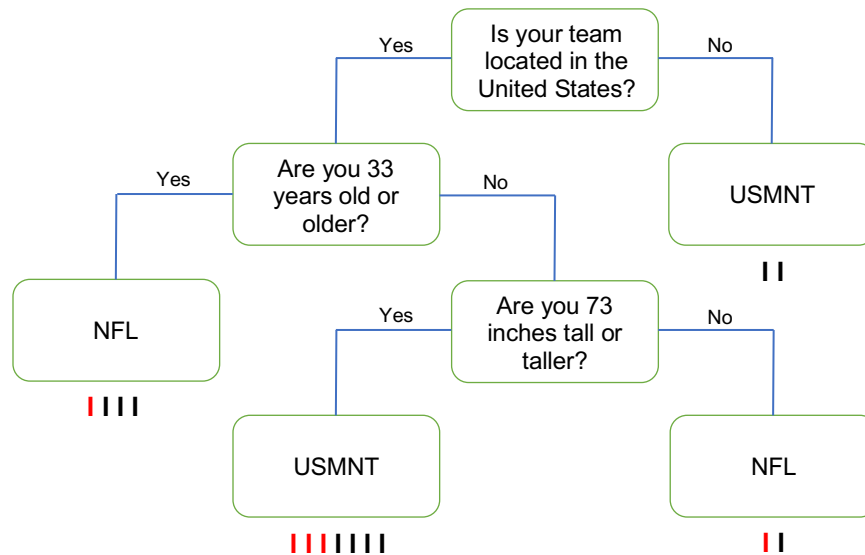 Is your team
located in the
United States?
Yes
No
Are you 33
years old or
older?
Yes
No
USMNT
NFL
Are you 73
inches tall or
taller?
Yes
No
USMNT
NFL